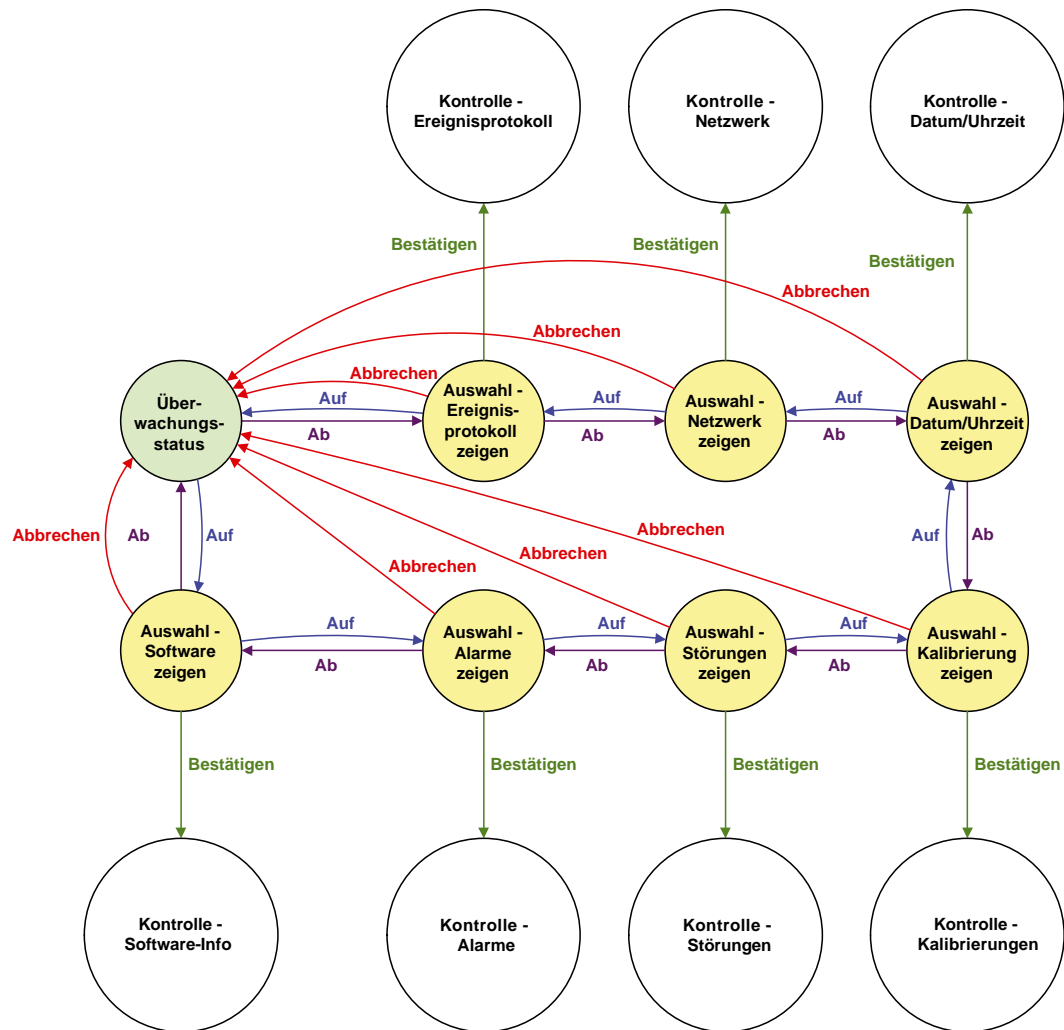 Kontrolle -
Ereignisprotokoll
Kontrolle -
Netzwerk
Kontrolle -
Datum/Uhrzeit
Bestätigen
Bestätigen
Bestätigen
Abbrechen
Abbrechen
Abbrechen
Über-
wachungs-
status
Auf
Ab
Auswahl -
Ereignis-
protokoll
zeigen
Auf
Ab
Auswahl -
Netzwerk
zeigen
Auf
Ab
Auswahl -
Datum/Uhrzeit
zeigen
Abbrechen
Ab
Auf
Abbrechen
Abbrechen
Abbrechen
Auf
Ab
Auswahl -
Software
zeigen
Auf
Ab
Auswahl -
Alarme
zeigen
Auf
Ab
Auswahl -
Störungen
zeigen
Auf
Ab
Auswahl -
Kalibrierung
zeigen
Bestätigen
Bestätigen
Bestätigen
Bestätigen
Kontrolle -
Software-Info
Kontrolle -
Alarme
Kontrolle -
Störungen
Kontrolle -
Kalibrierungen